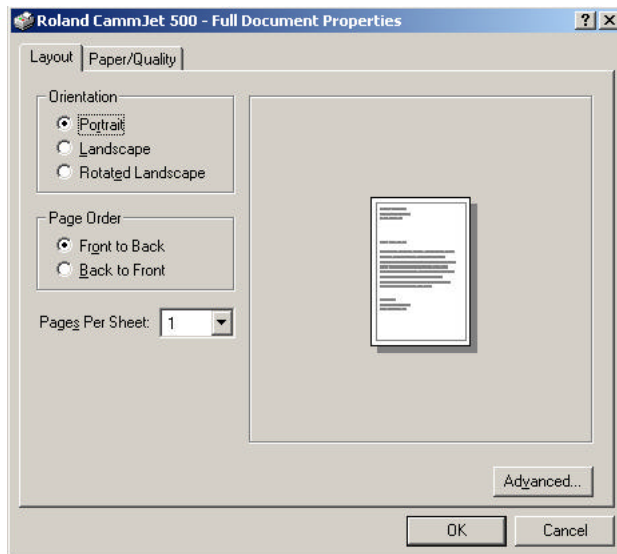 Roland CammJet 500 - Full Document Properties
Layout
Paper/Quality
Orientation
Portrait
Landscape
Rotated Landscape
Page Order
Front to Back
Back to Front
Pages Per Sheet: 1
Advanced...
OK
Cancel